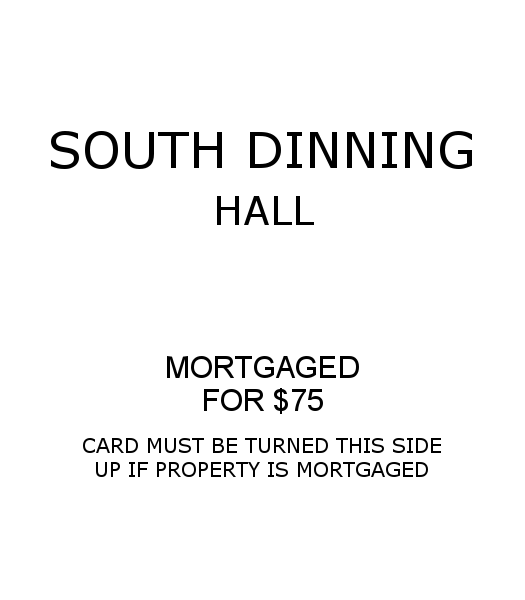 SOUTH DINNING
HALL
MORTGAGED
FOR $75
CARD MUST BE TURNED THIS SIDE
UP IF PROPERTY IS MORTGAGED